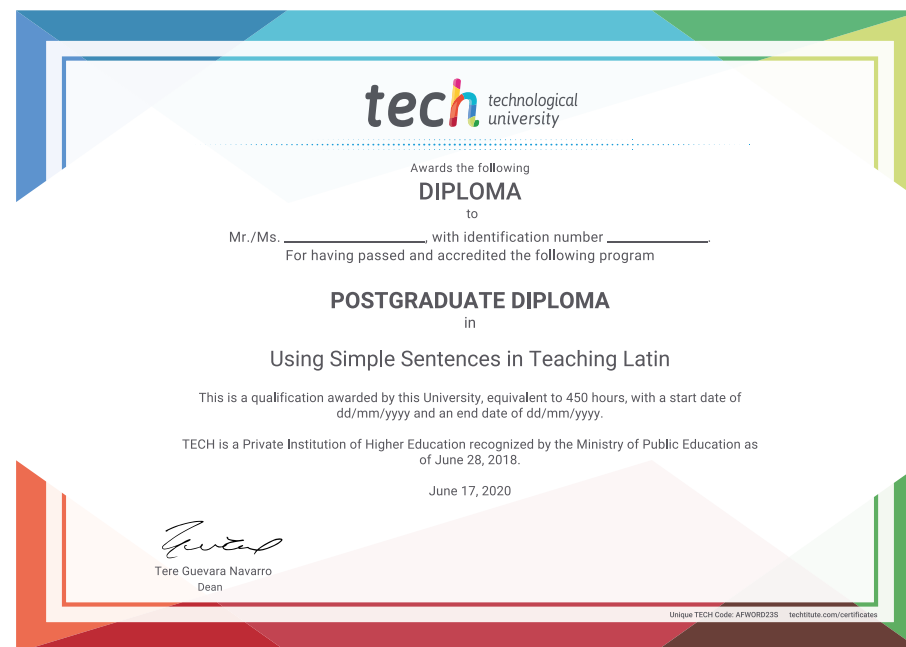 tech technological
university
Awards the following
DIPLOMA
to
Mr./Ms. ____________________, with identification number ______________.
For having passed and accredited the following program
POSTGRADUATE DIPLOMA
in
Using Simple Sentences in Teaching Latin
This is a qualification awarded by this University, equivalent to 450 hours, with a start date of
dd/mm/yyyy and an end date of dd/mm/yyyy.
TECH is a Private Institution of Higher Education recognized by the Ministry of Public Education as
of June 28, 2018.
June 17, 2020
Tere Guevara Navarro
Dean
Unique TECH Code: AFWORD23S techtitute.com/certificates